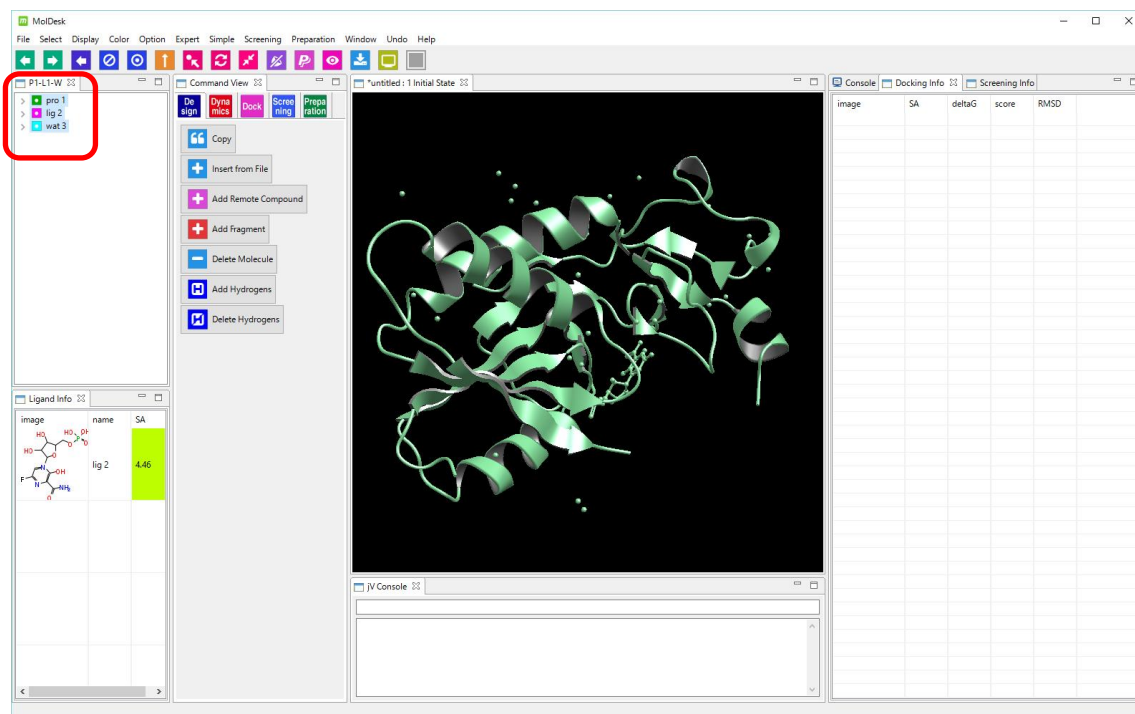 MolDesk
File Select Display Color Option Expert Simple Screening Preparation Window Undo Help
P1-L1-W
pro 1
lig 2
wat 3
Command View
De
sign
Dyna
mics
Dock
Scree
ning
Prepa
ration
Copy
Insert from File
Add Remote Compound
Add Fragment
Delete Molecule
Add Hydrogens
Delete Hydrogens
*untitled : 1 Initial State
Console Docking Info Screening Info
image SA deltaG score RMSD
Ligand Info
image name SA
HO HO OH
HO P O
O
HO O
N OH
F N NH₂
O
lig 2 4.46
jV Console